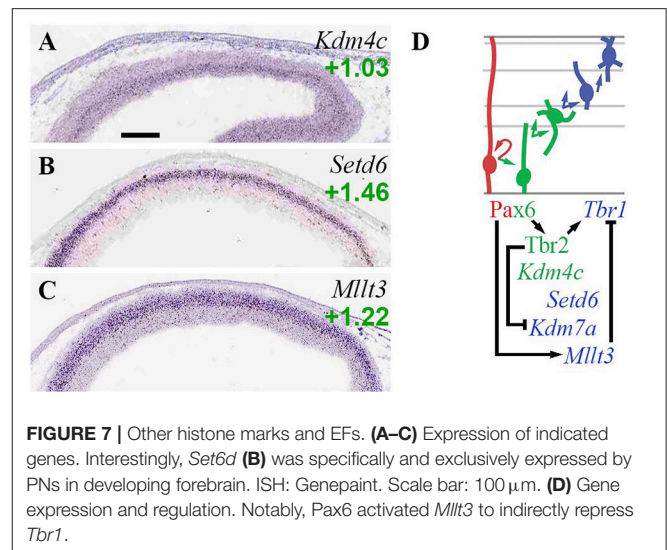 A
Kdm4c
+1.03
B
Setd6
+1.46
C
Mllt3
+1.22
D
Pax6 Tbr1
Tbr2
Kdm4c
Setd6
Kdm7a
Mllt3
FIGURE 7 | Other histone marks and EFs. (A–C) Expression of indicated
genes. Interestingly, Set6d (B) was specifically and exclusively expressed by
PNs in developing forebrain. ISH: Genepaint. Scale bar: 100 μm. (D) Gene
expression and regulation. Notably, Pax6 activated Mllt3 to indirectly repress
Tbr1.